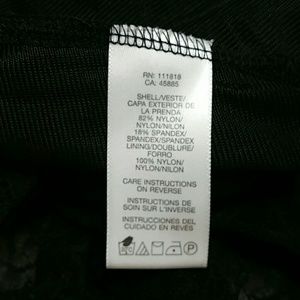 RN: 111818
CA: 45885
SHELL/VESTE/
CAPA EXTERIOR DE
LA PRENDA
82% NYLON/
NYLON/NILON
18% SPANDEX/
SPANDEX/SPANDEX
LINING/DOUBLURE/
FORRO
100% NYLON/
NYLON/NILON
CARE INSTRUCTIONS
ON REVERSE
INSTRUCTIONS DE
SOIN SUR L'INVERSE
INSTRUCCIONES DEL
CUIDADO EN REVÉS